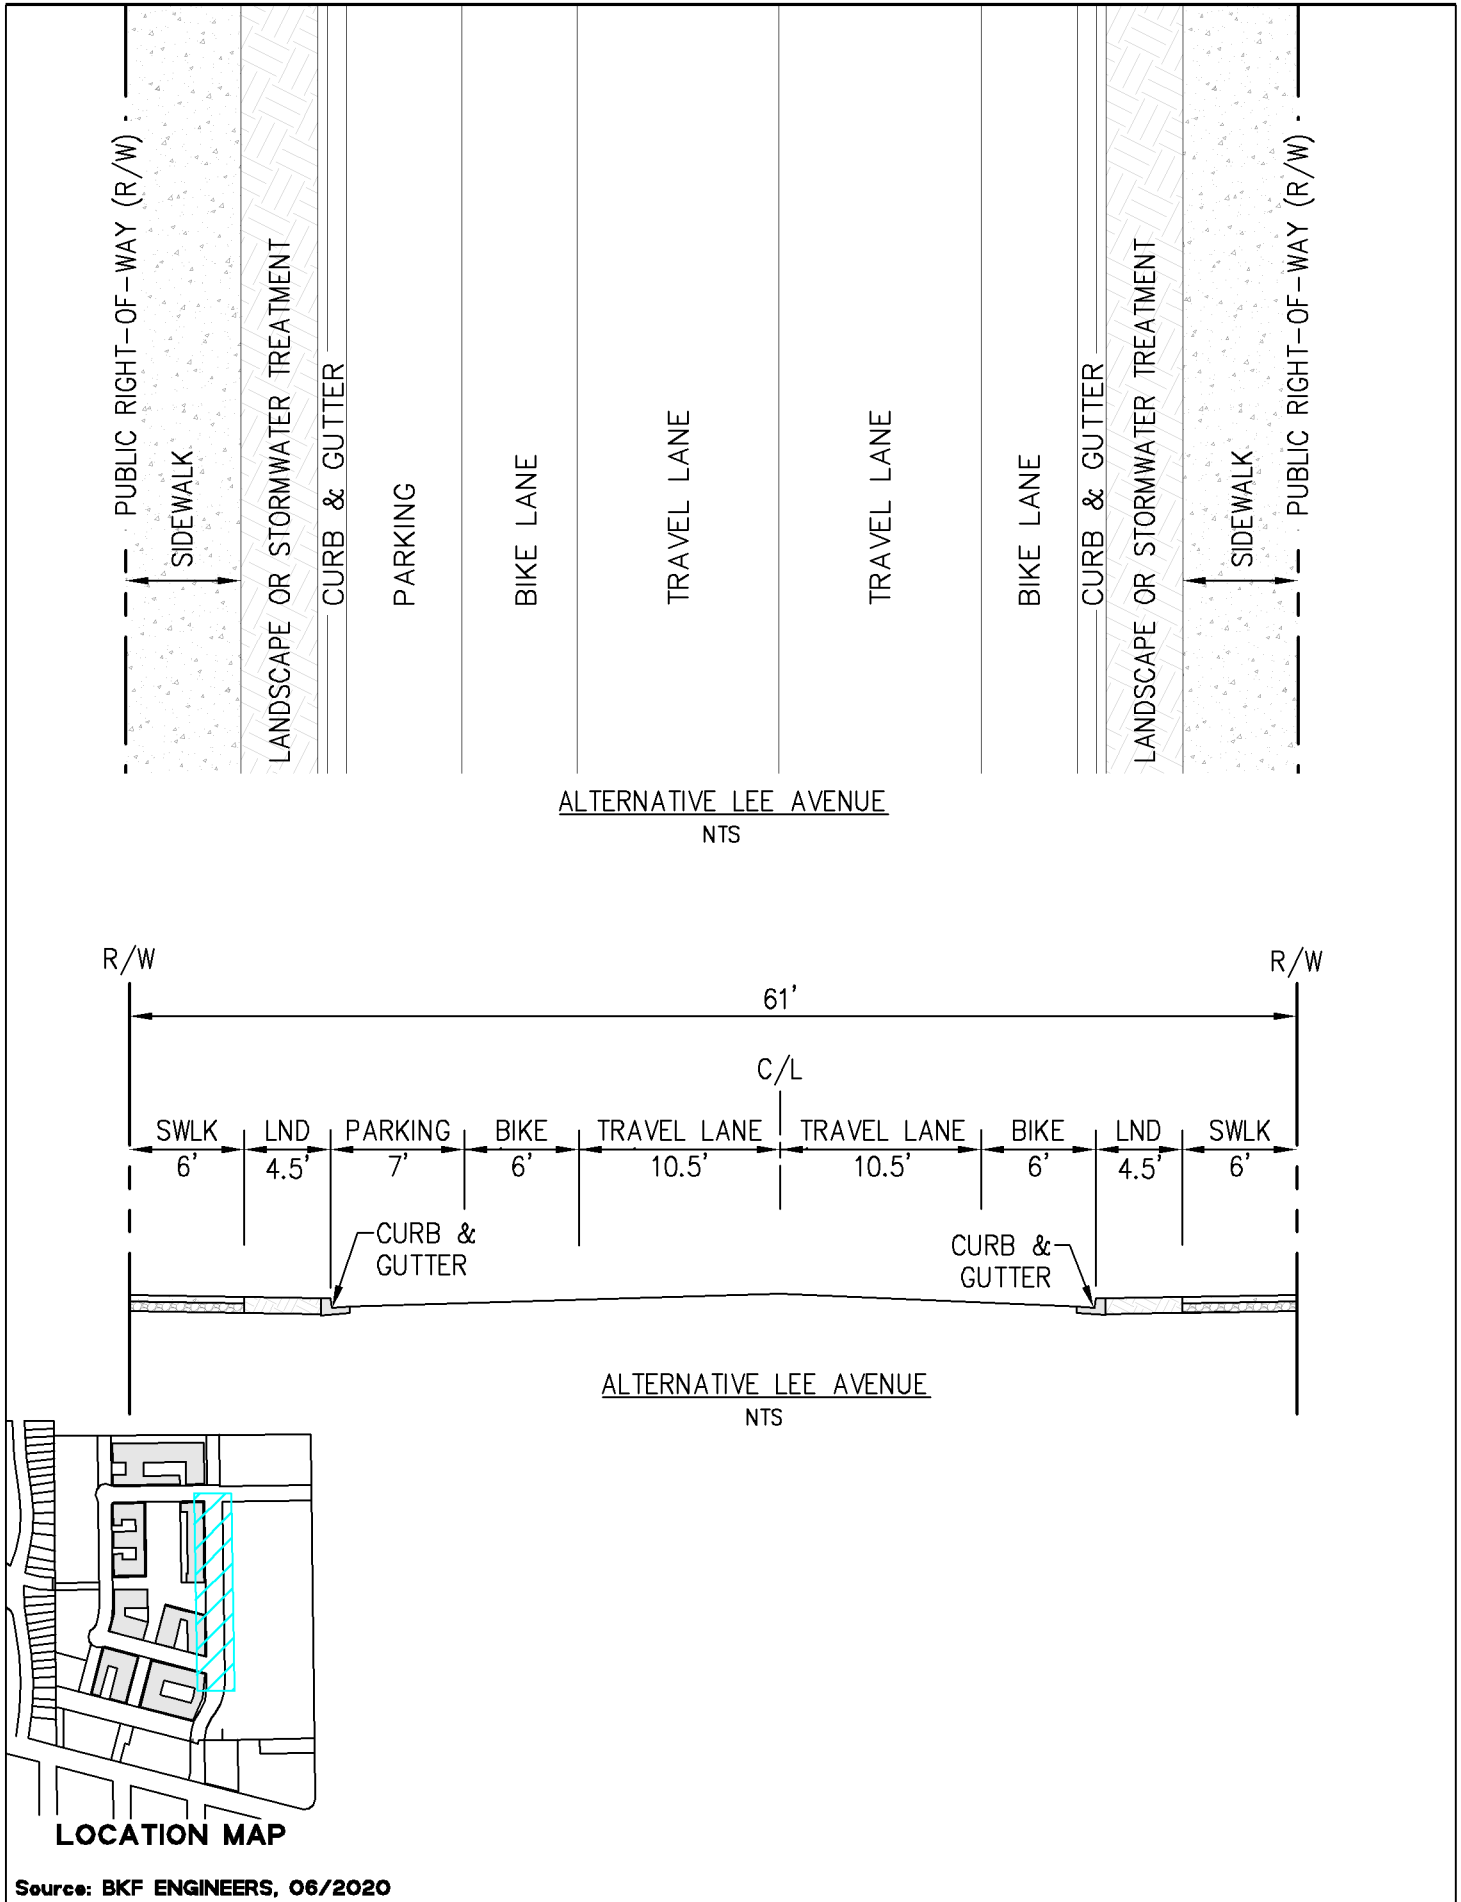 PUBLIC RIGHT-OF-WAY (R/W)
SIDEWALK
LANDSCAPE OR STORMWATER TREATMENT
CURB & GUTTER
PARKING
BIKE LANE
TRAVEL LANE
TRAVEL LANE
BIKE LANE
CURB & GUTTER
LANDSCAPE OR STORMWATER TREATMENT
SIDEWALK
PUBLIC RIGHT-OF-WAY (R/W)
ALTERNATIVE LEE AVENUE
NTS
R/W
R/W
61'
C/L
SWLK LND PARKING BIKE TRAVEL LANE TRAVEL LANE BIKE LND SWLK
6' 4.5' 7' 6' 10.5' 10.5' 6' 4.5' 6'
CURB &
GUTTER
CURB &
GUTTER
ALTERNATIVE LEE AVENUE
NTS
LOCATION MAP
Source: BKF ENGINEERS, 06/2020